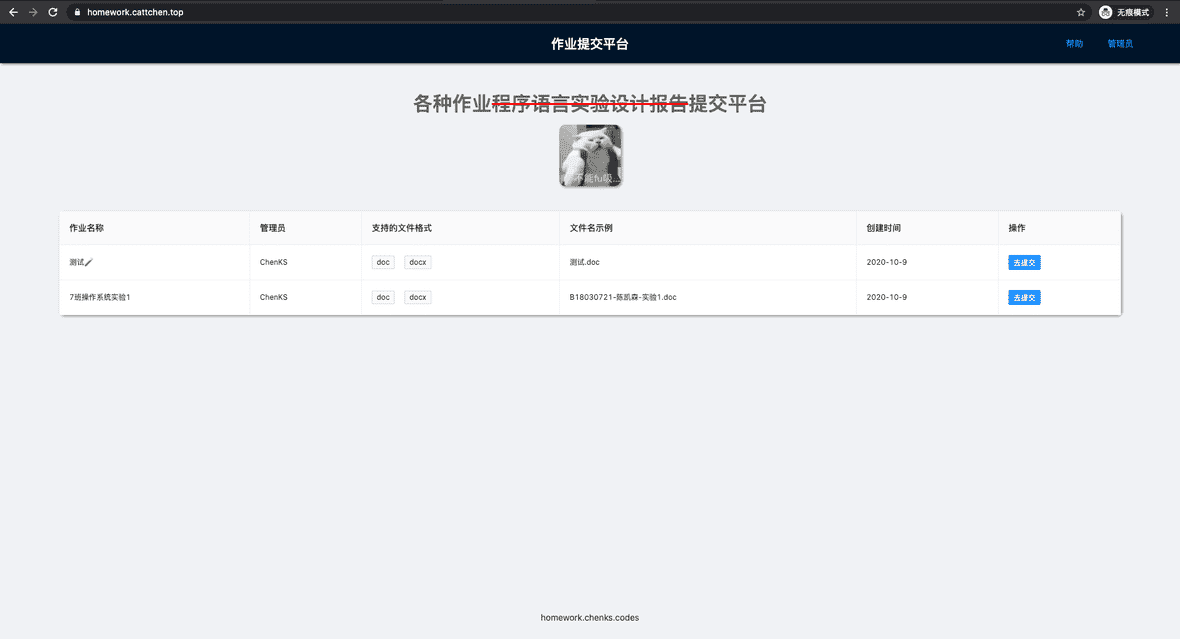 homework.cattchen.top
无痕模式
作业提交平台
帮助
管理员
各种作业程序语言实验设计报告提交平台
不能fu吸...
作业名称 管理员 支持的文件格式 文件名示例 创建时间 操作
测试🖊 ChenKS doc docx 测试.doc 2020-10-9 去提交
7班操作系统实验1 ChenKS doc docx B18030721-陈凯霖-实验1.doc 2020-10-9 去提交
homework.chenks.codes